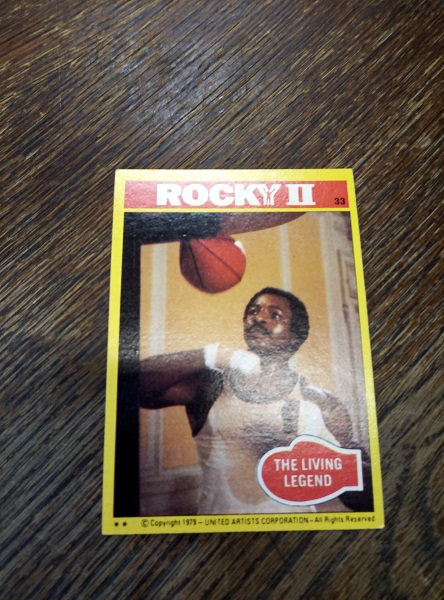 ROCKY II
33
THE LIVING
LEGEND
** © Copyright 1979 – UNITED ARTISTS CORPORATION – All Rights Reserved